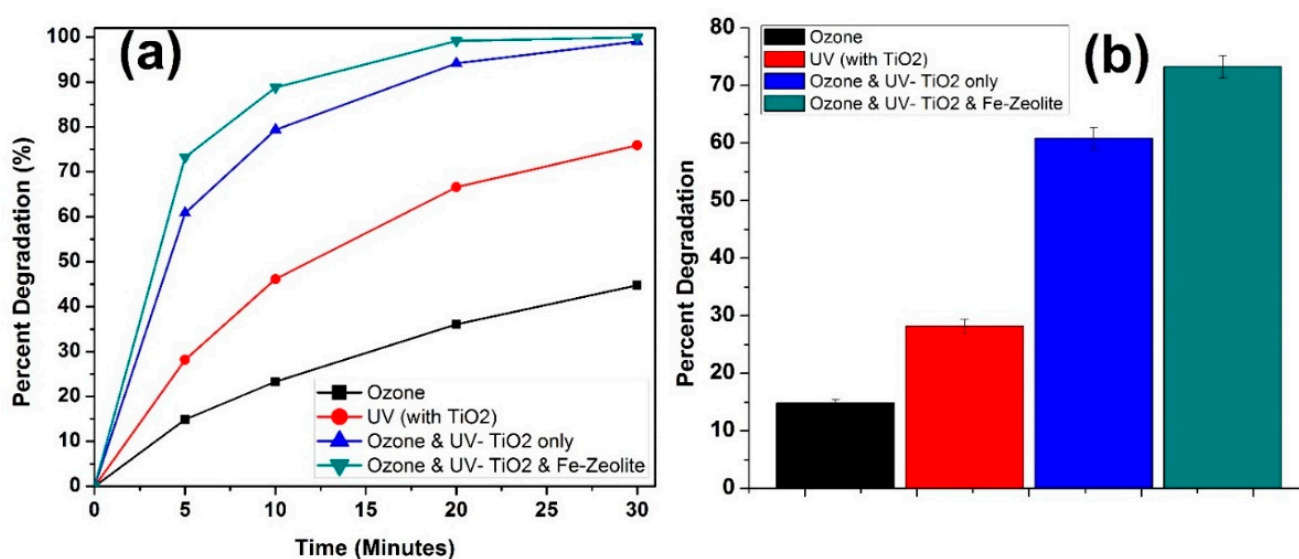 (a)
Percent Degradation (%)
100
90
80
70
60
50
40
30
20
10
0
0 5 10 15 20 25 30
Time (Minutes)
Ozone
UV (with TiO2)
Ozone & UV- TiO2 only
Ozone & UV- TiO2 & Fe-Zeolite
(b)
Percent Degradation
80
70
60
50
40
30
20
10
0
Ozone
UV (with TiO2)
Ozone & UV- TiO2 only
Ozone & UV- TiO2 & Fe-Zeolite